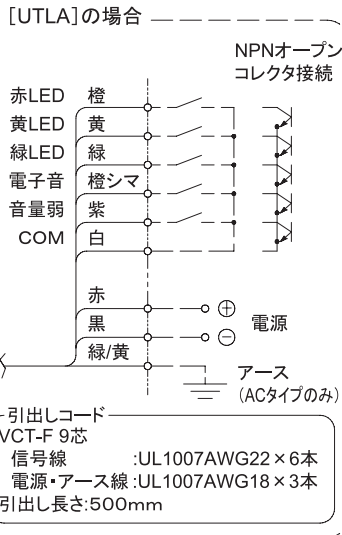 [UTLA]の場合
NPNオープン
コレクタ接続
赤LED 橙
黄LED 黄
緑LED 緑
電子音 橙シマ
音量弱 紫
COM 白
赤 ⊕
電源
黒 ⊖
緑/黄
アース
(ACタイプのみ)
引出しコード
VCT-F 9芯
信号線 :UL1007AWG22×6本
電源・アース線:UL1007AWG18×3本
引出し長さ:500mm